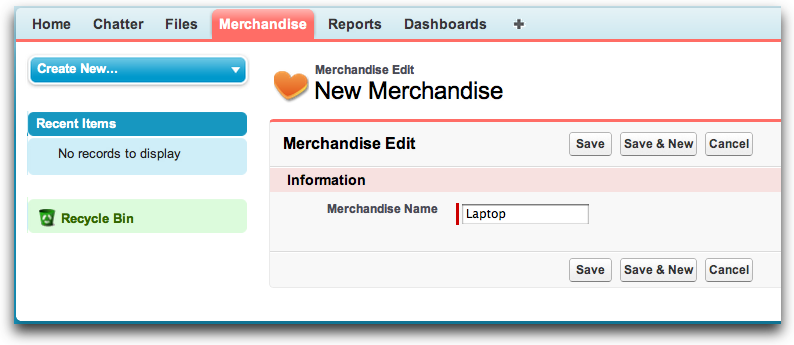 Home Chatter Files Merchandise Reports Dashboards +
Create New...
Recent Items
No records to display
Recycle Bin
Merchandise Edit
New Merchandise
Merchandise Edit Save Save & New Cancel
Information
Merchandise Name Laptop
Save Save & New Cancel